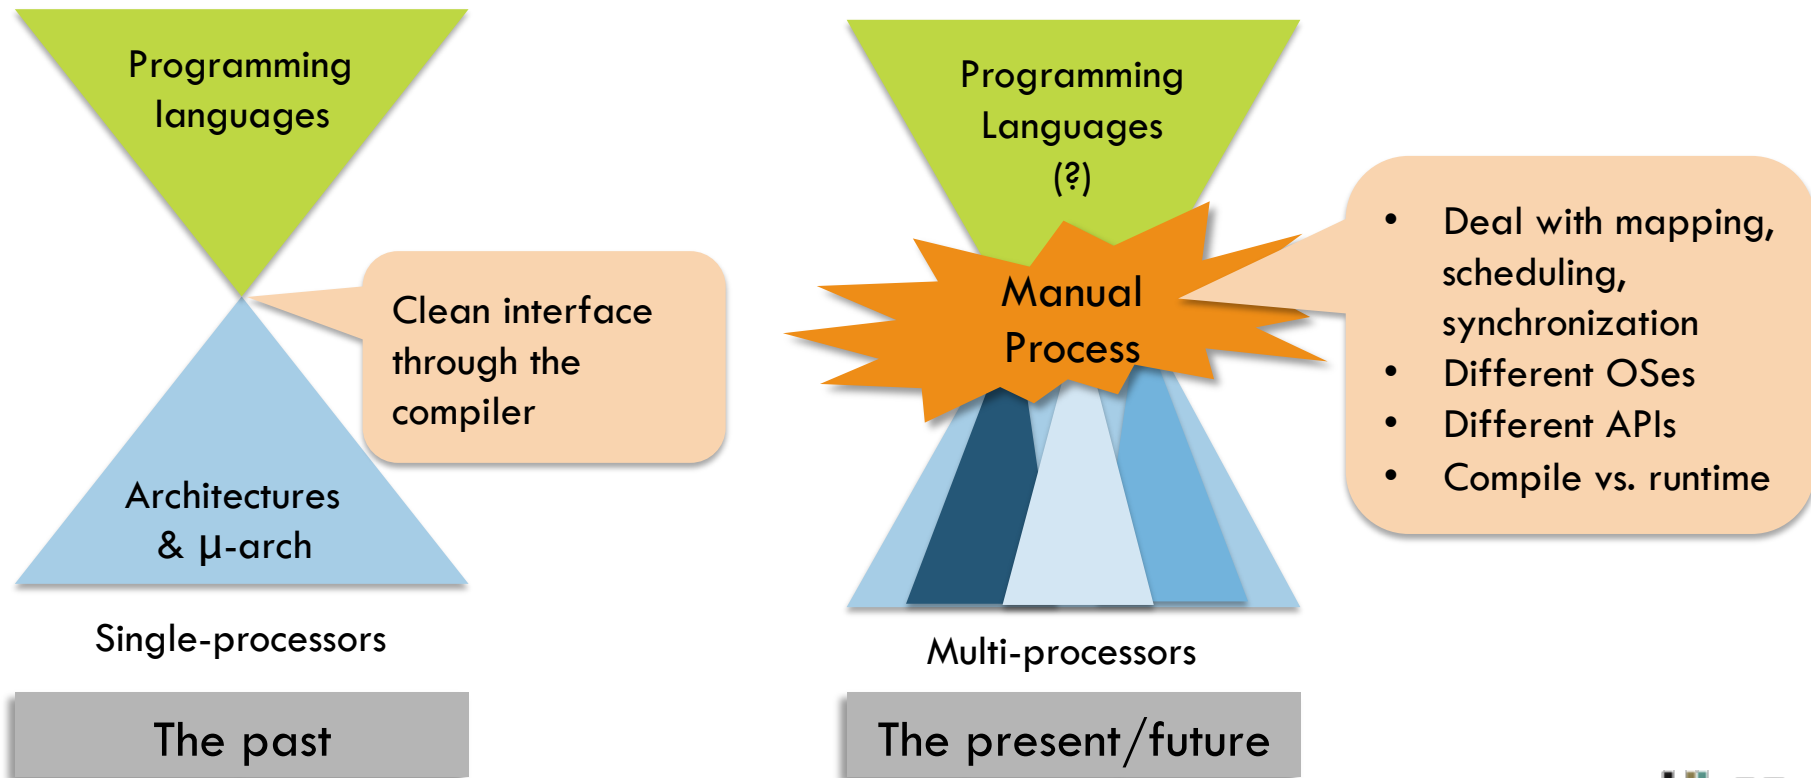 Programming
languages
Clean interface
through the
compiler
Architectures
& μ-arch
Single-processors
The past
Programming
Languages
(?)
Manual
Process
• Deal with mapping,
scheduling,
synchronization
• Different OSes
• Different APIs
• Compile vs. runtime
Multi-processors
The present/future